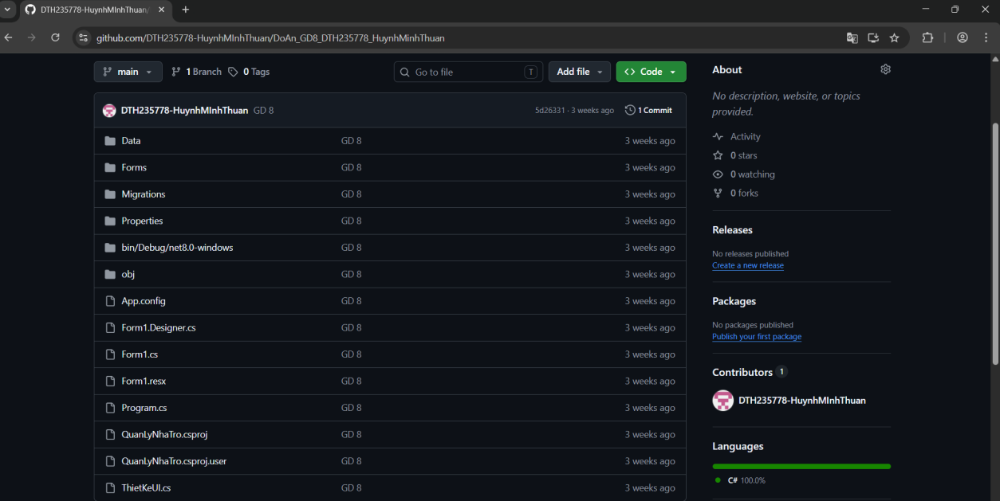 DTH235778-HuynhMInhThuan/
github.com/DTH235778-HuynhMInhThuan/DoAn_GD8_DTH235778_HuynhMinhThuan
main 1 Branch 0 Tags Go to file T Add file Code
DTH235778-HuynhMInhThuan GD 8 5d26331 · 3 weeks ago 1 Commit
Data GD 8 3 weeks ago
Forms GD 8 3 weeks ago
Migrations GD 8 3 weeks ago
Properties GD 8 3 weeks ago
bin/Debug/net8.0-windows GD 8 3 weeks ago
obj GD 8 3 weeks ago
App.config GD 8 3 weeks ago
Form1.Designer.cs GD 8 3 weeks ago
Form1.cs GD 8 3 weeks ago
Form1.resx GD 8 3 weeks ago
Program.cs GD 8 3 weeks ago
QuanLyNhaTro.csproj GD 8 3 weeks ago
QuanLyNhaTro.csproj.user GD 8 3 weeks ago
ThietKeUI.cs GD 8 3 weeks ago
About
No description, website, or topics
provided.
Activity
0 stars
0 watching
0 forks
Releases
No releases published
Create a new release
Packages
No packages published
Publish your first package
Contributors 1
DTH235778-HuynhMInhThuan
Languages
C# 100.0%